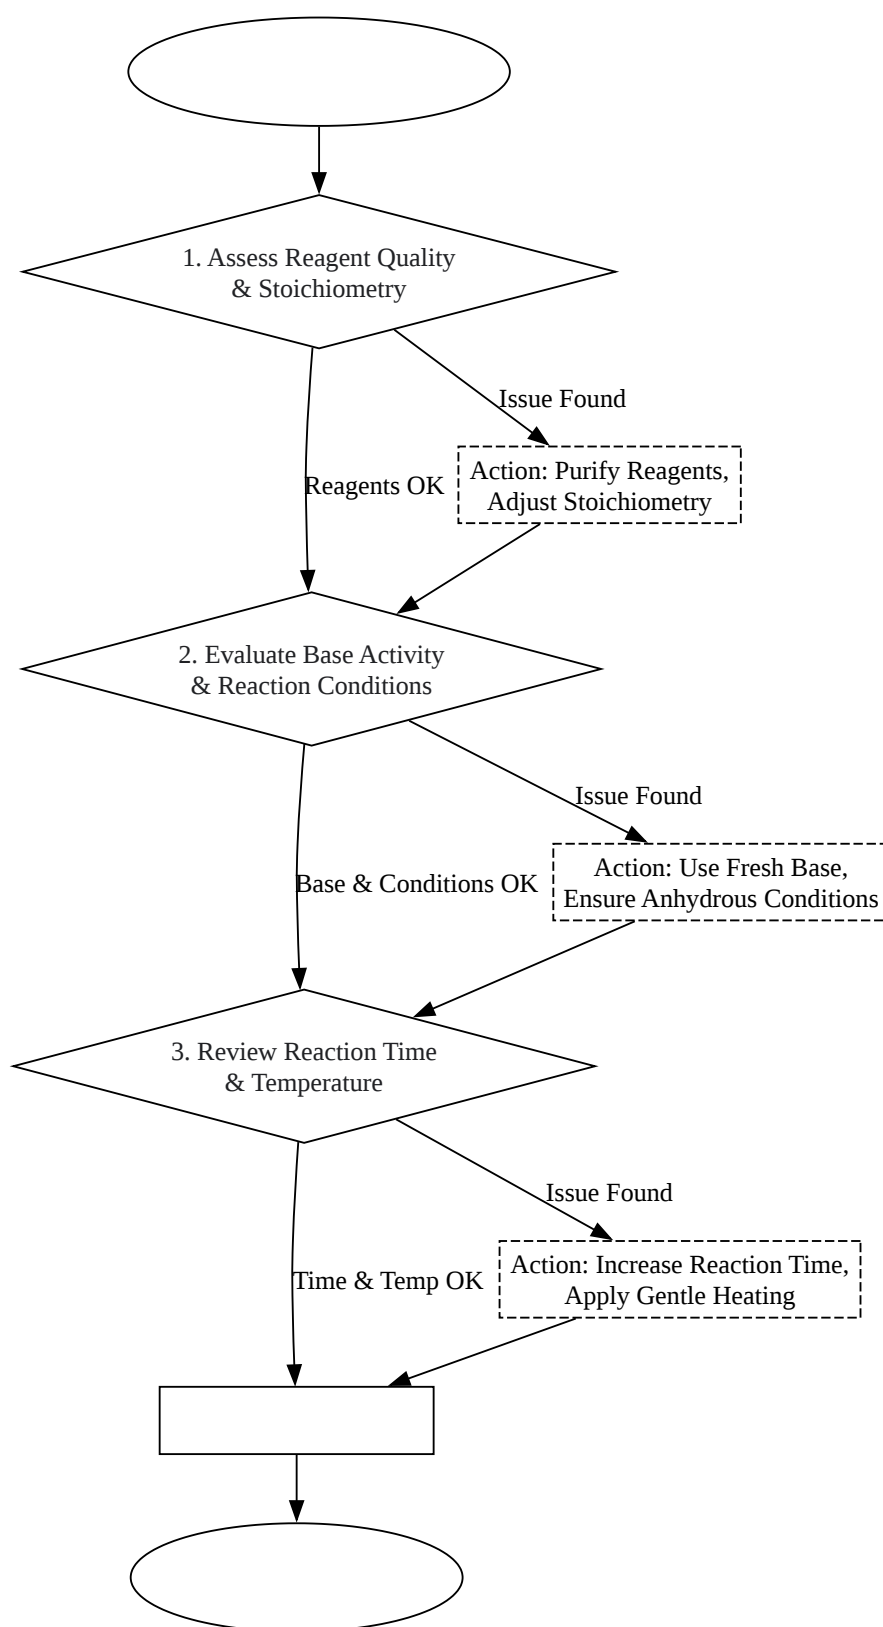 1. Assess Reagent Quality
& Stoichiometry
Issue Found
Reagents OK
Action: Purify Reagents,
Adjust Stoichiometry
2. Evaluate Base Activity
& Reaction Conditions
Issue Found
Base & Conditions OK
Action: Use Fresh Base,
Ensure Anhydrous Conditions
3. Review Reaction Time
& Temperature
Issue Found
Time & Temp OK
Action: Increase Reaction Time,
Apply Gentle Heating